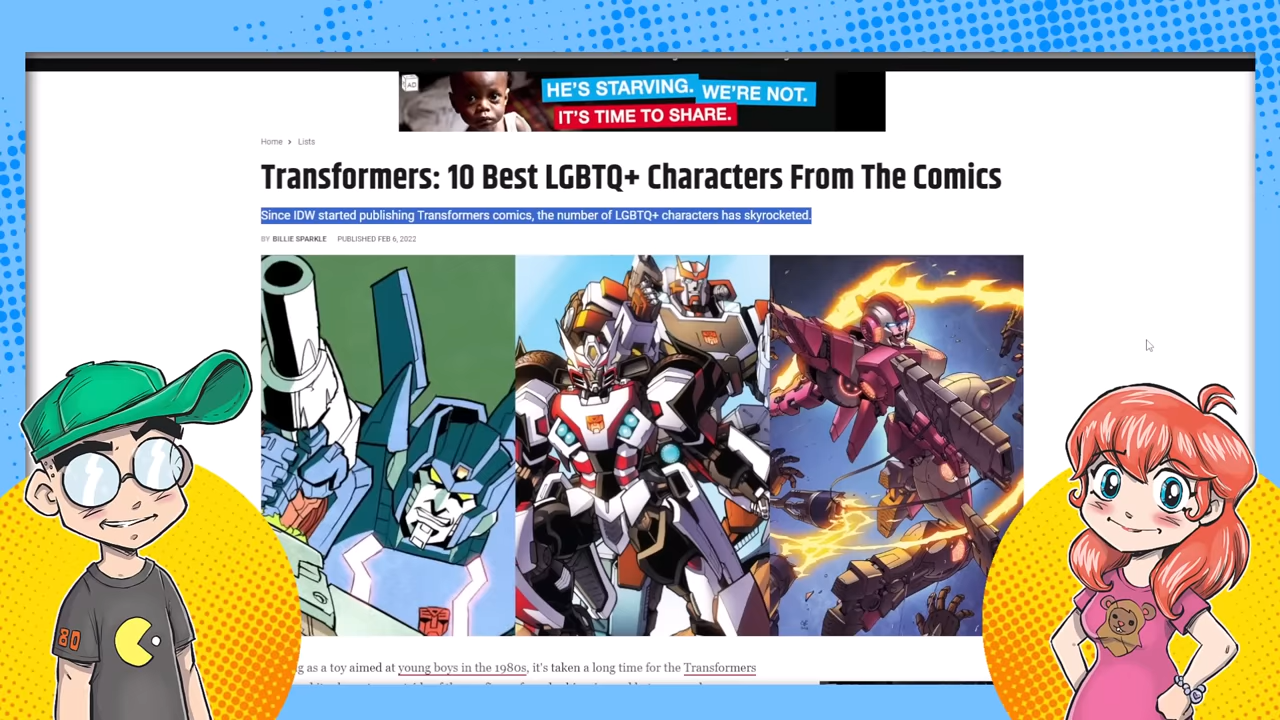 AD
HE'S STARVING. WE'RE NOT.
IT'S TIME TO SHARE.
Home > Lists
Transformers: 10 Best LGBTQ+ Characters From The Comics
Since IDW started publishing Transformers comics, the number of LGBTQ+ characters has skyrocketed.
BY BILLIE SPARKLE PUBLISHED FEB 6, 2022
80
g as a toy aimed at young boys in the 1980s, it's taken a long time for the Transformers